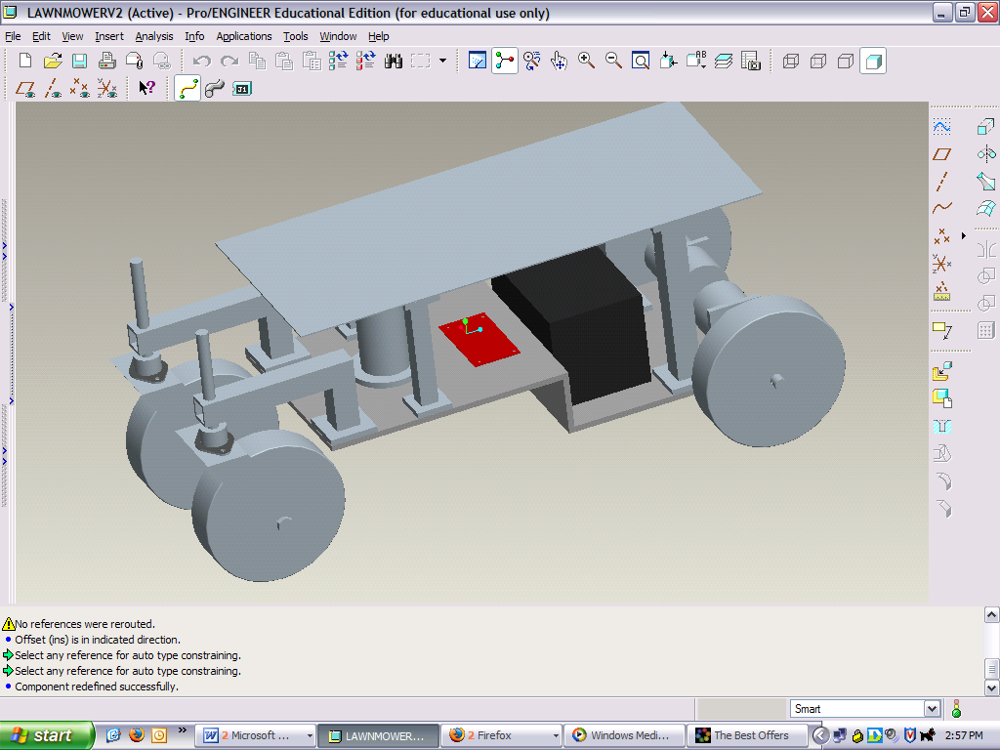 LAWNMOWERV2 (Active) - Pro/ENGINEER Educational Edition (for educational use only)
File Edit View Insert Analysis Info Applications Tools Window Help
No references were rerouted.
Offset (ins) is in indicated direction.
Select any reference for auto type constraining.
Select any reference for auto type constraining.
Component redefined successfully.
Smart
start
2 Microsoft ...
LAWNMOWER...
2 Firefox
Windows Medi...
The Best Offers
2:57 PM